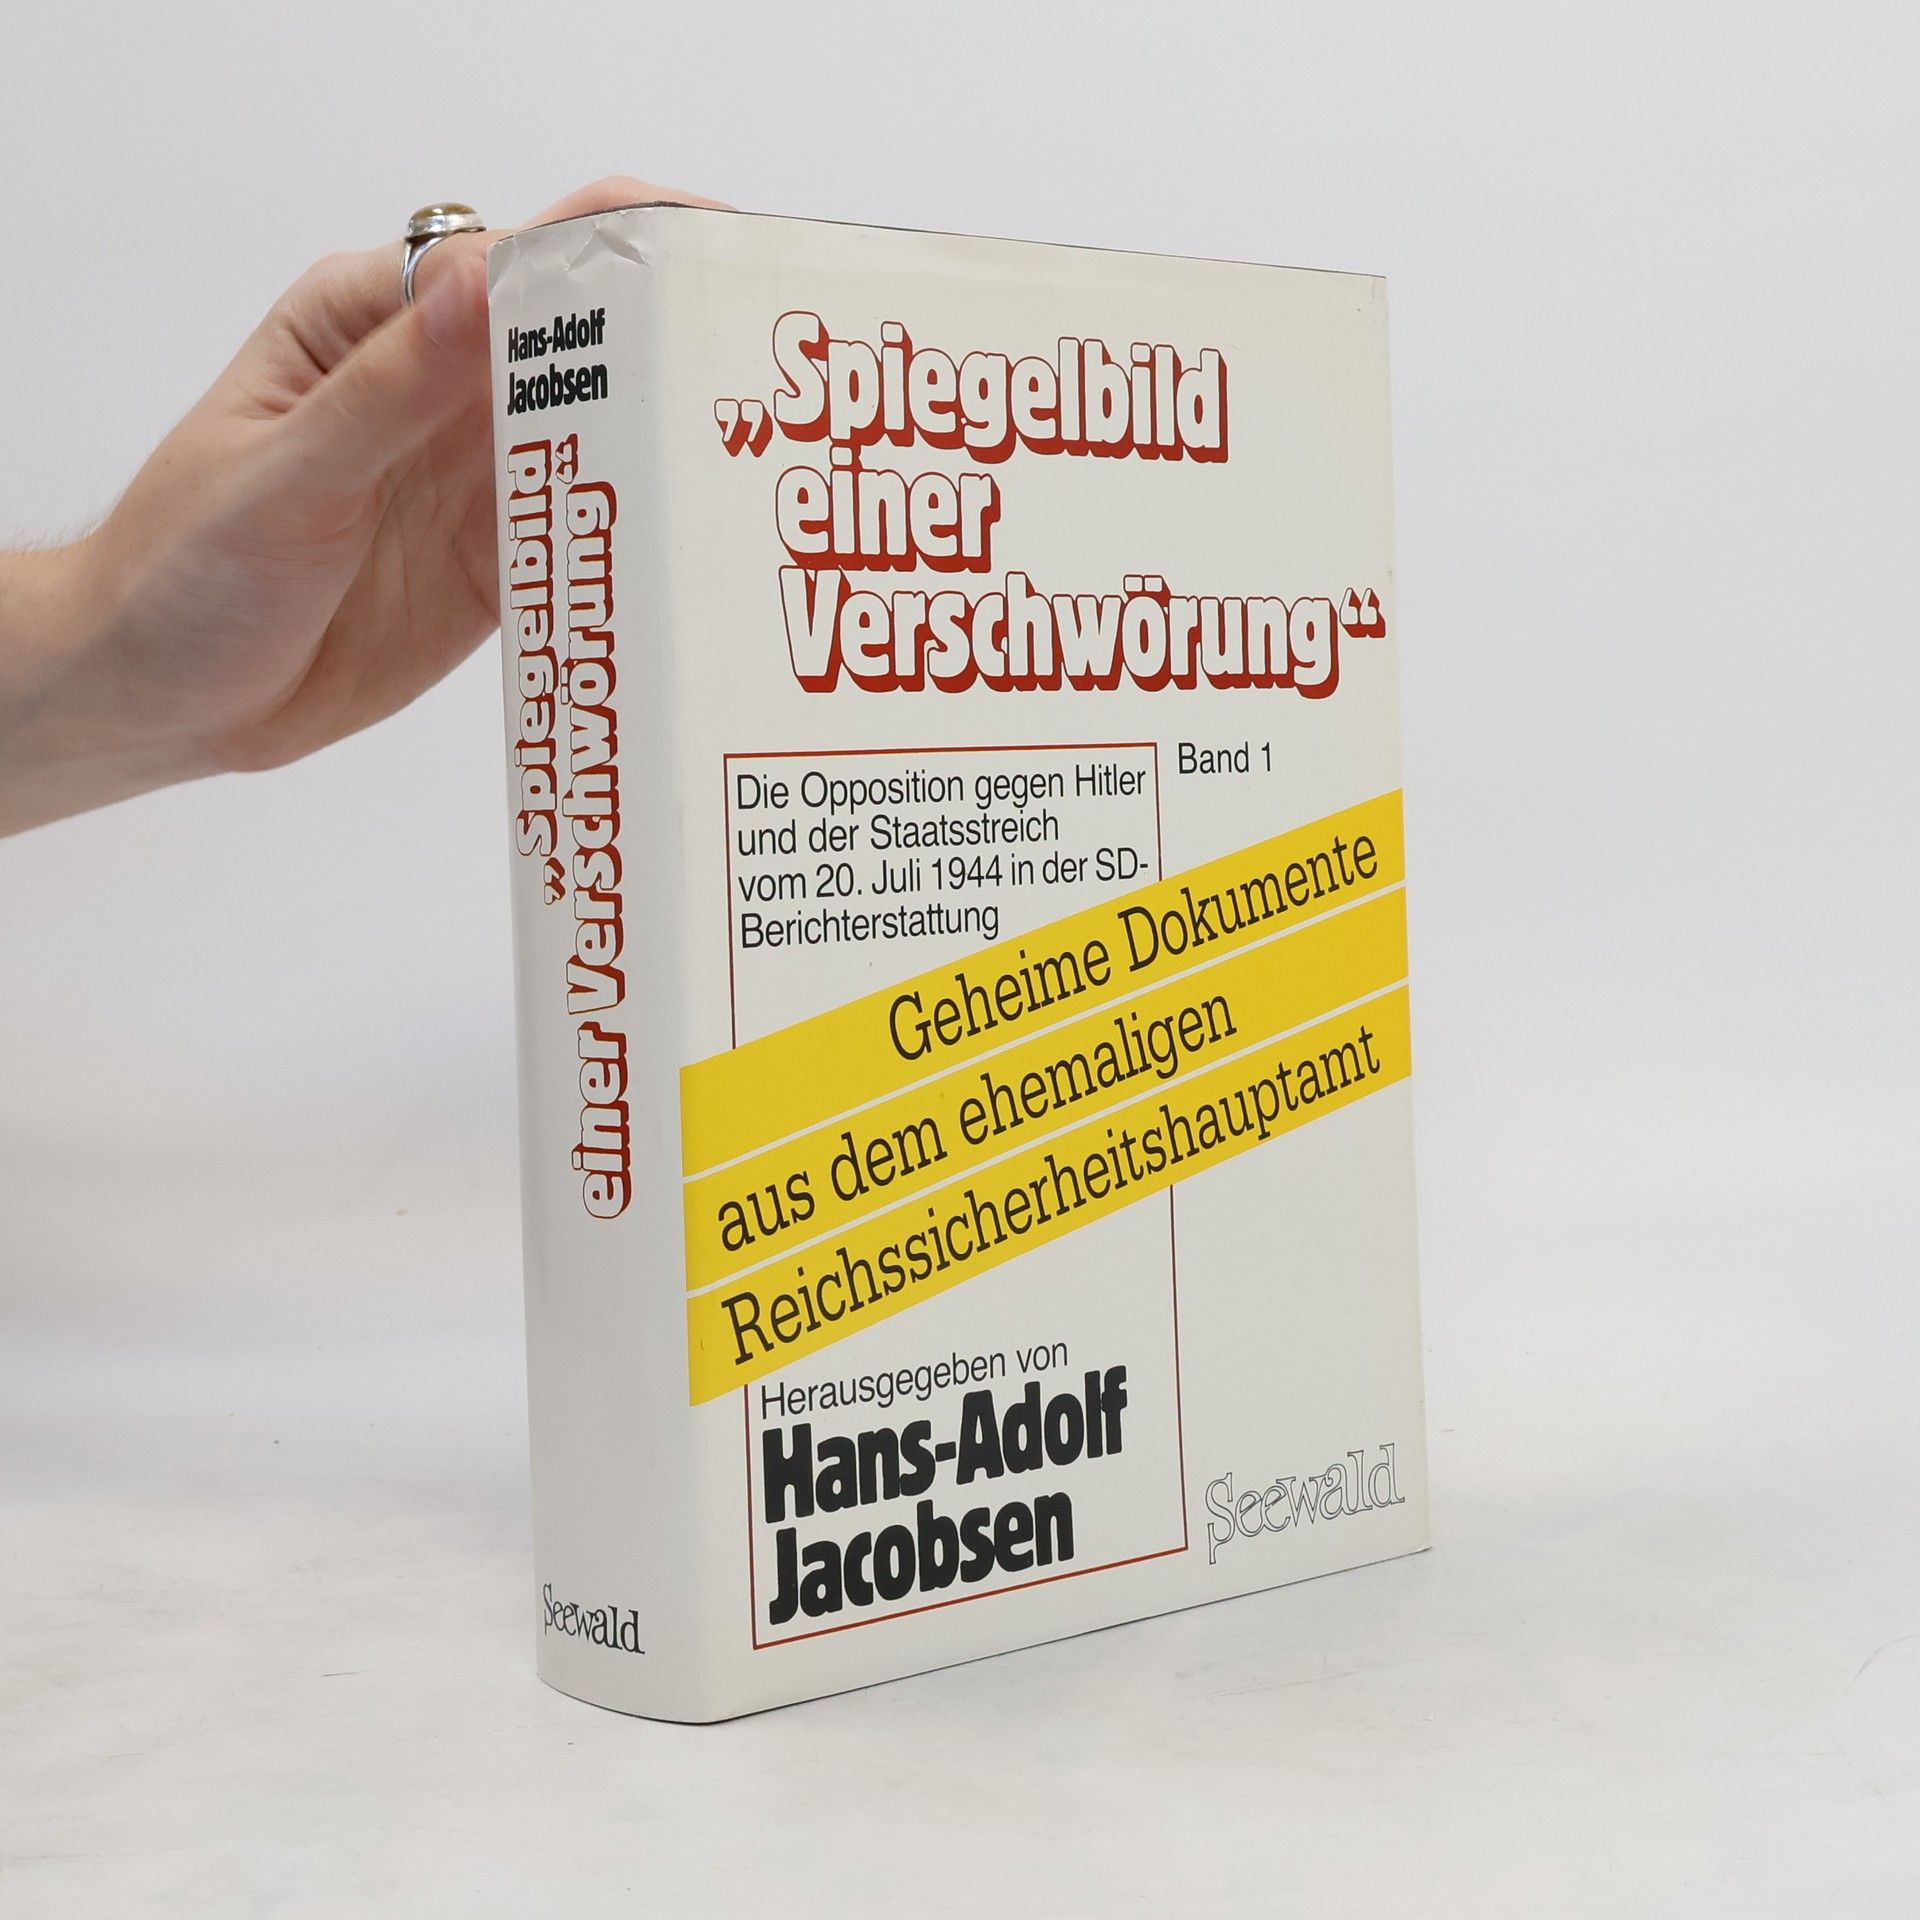 Hans-Adolf
Jacobsen
„Spiegelbild
einer Verschwörung“
Seewald
„Spiegelbild
einer
Verschwörung“
Band 1
Die Opposition gegen Hitler
und der Staatsstreich
vom 20. Juli 1944 in der SD-
Berichterstattung
Geheime Dokumente
aus dem ehemaligen
Reichssicherheitshauptamt
Herausgegeben von
Hans-Adolf
Jacobsen
Seewald